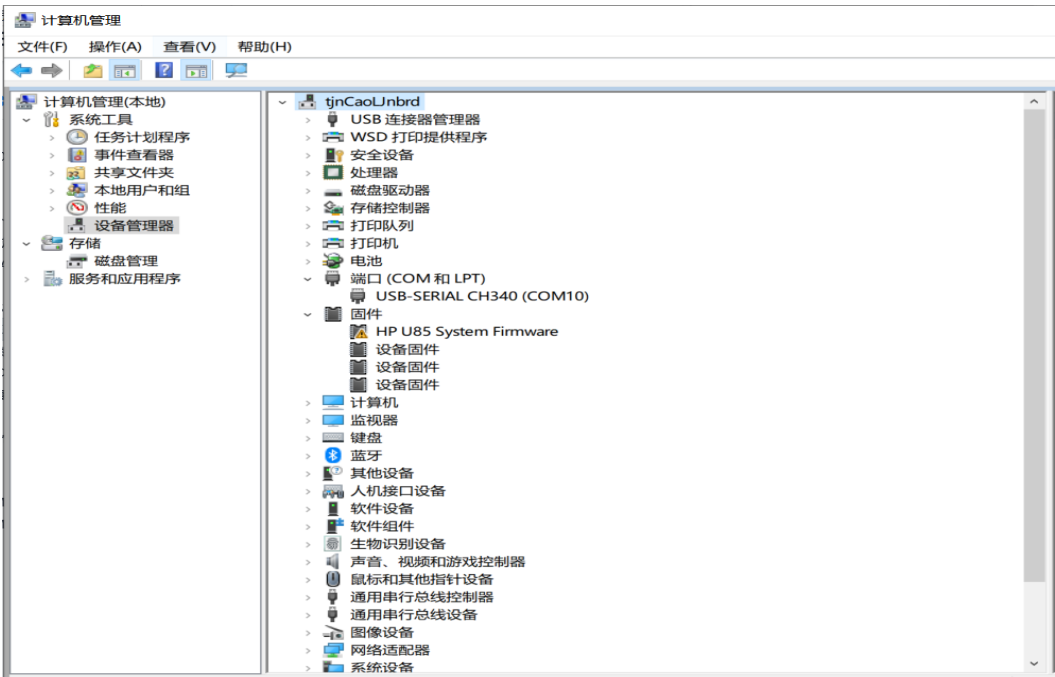 计算机管理
文件(F) 操作(A) 查看(V) 帮助(H)
计算机管理(本地)
系统工具
任务计划程序
事件查看器
共享文件夹
本地用户和组
性能
设备管理器
存储
磁盘管理
服务和应用程序
tjnCaoLJnbrd
USB 连接器管理器
WSD 打印提供程序
安全设备
处理器
磁盘驱动器
存储控制器
打印队列
打印机
电池
端口 (COM 和 LPT)
USB-SERIAL CH340 (COM10)
固件
HP U85 System Firmware
设备固件
设备固件
设备固件
计算机
监视器
键盘
蓝牙
其他设备
人机接口设备
软件设备
软件组件
生物识别设备
声音、视频和游戏控制器
鼠标和其他指针设备
通用串行总线控制器
通用串行总线设备
图像设备
网络适配器
系统设备